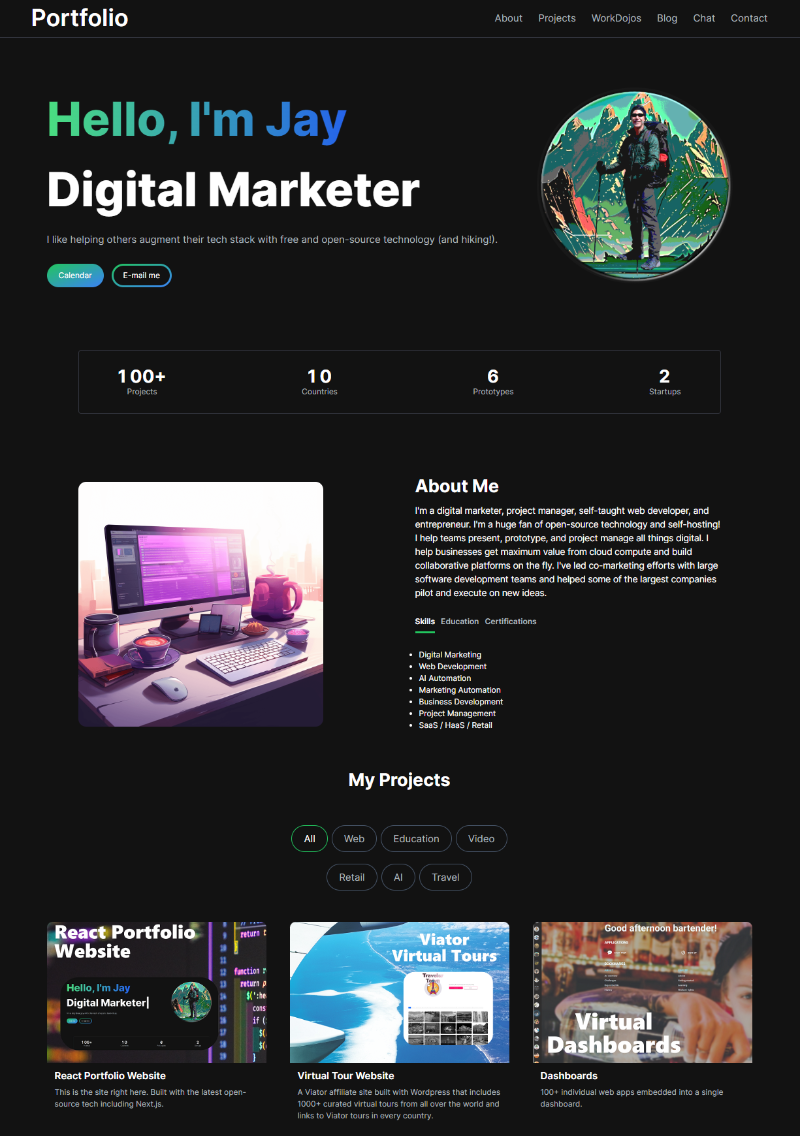 Portfolio
About Projects WorkDojos Blog Chat Contact
Hello, I'm Jay
Digital Marketer
I like helping others augment their tech stack with free and open-source technology (and hiking!).
Calendar E-mail me
100+ 10 6 2
Projects Countries Prototypes Startups
About Me
I'm a digital marketer, project manager, self-taught web developer, and
entrepreneur. I'm a huge fan of open-source technology and self-hosting!
I help teams present, prototype, and project manage all things digital. I
help businesses get maximum value from cloud compute and build
collaborative platforms on the fly. I've led co-marketing efforts with large
software development teams and helped some of the largest companies
pilot and execute on new ideas.
Skills Education Certifications
Digital Marketing
Web Development
AI Automation
Marketing Automation
Business Development
Project Management
SaaS / HaaS / Retail
My Projects
All Web Education Video
Retail AI Travel
React Portfolio
Website
Hello, I'm Jay
Digital Marketer
100+ 10 6 2
return
function
return
const
if (
$(
$(
React Portfolio Website
This is the site right here. Built with the latest open-
source tech including Next.js.
Viator
Virtual Tours
Virtual Tour Website
A Viator affiliate site built with Wordpress that includes
1000+ curated virtual tours from all over the world and
links to Viator tours in every country.
Good afternoon bartender!
APPLICATIONS
Virtual
Dashboards
Dashboards
100+ individual web apps embedded into a single
dashboard.